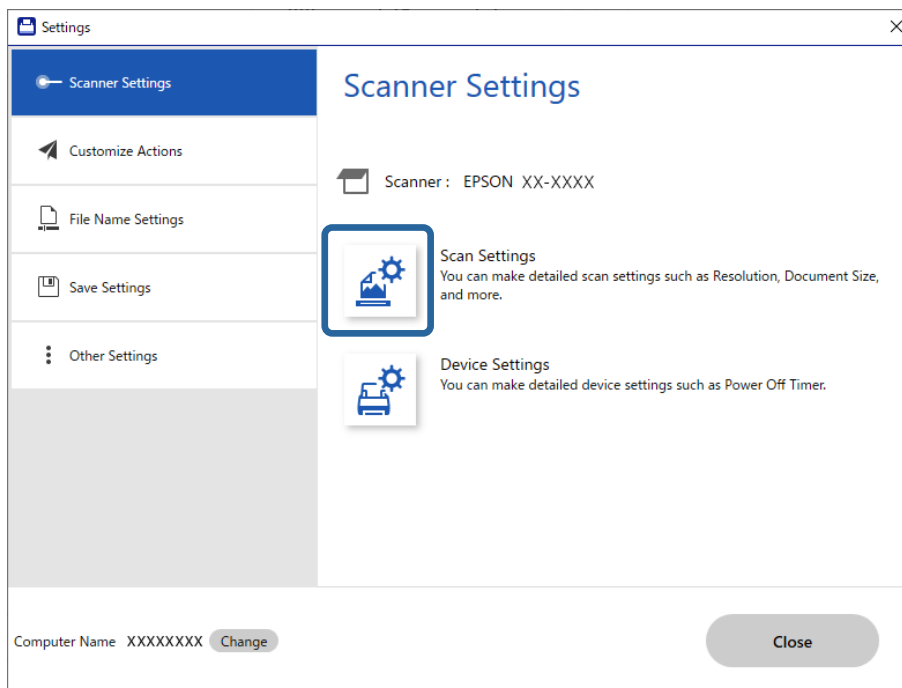 Settings
Scanner Settings
Customize Actions
File Name Settings
Save Settings
Other Settings
Scanner Settings
Scanner : EPSON XX-XXXX
Scan Settings
You can make detailed scan settings such as Resolution, Document Size,
and more.
Device Settings
You can make detailed device settings such as Power Off Timer.
Computer Name XXXXXXXX Change
Close